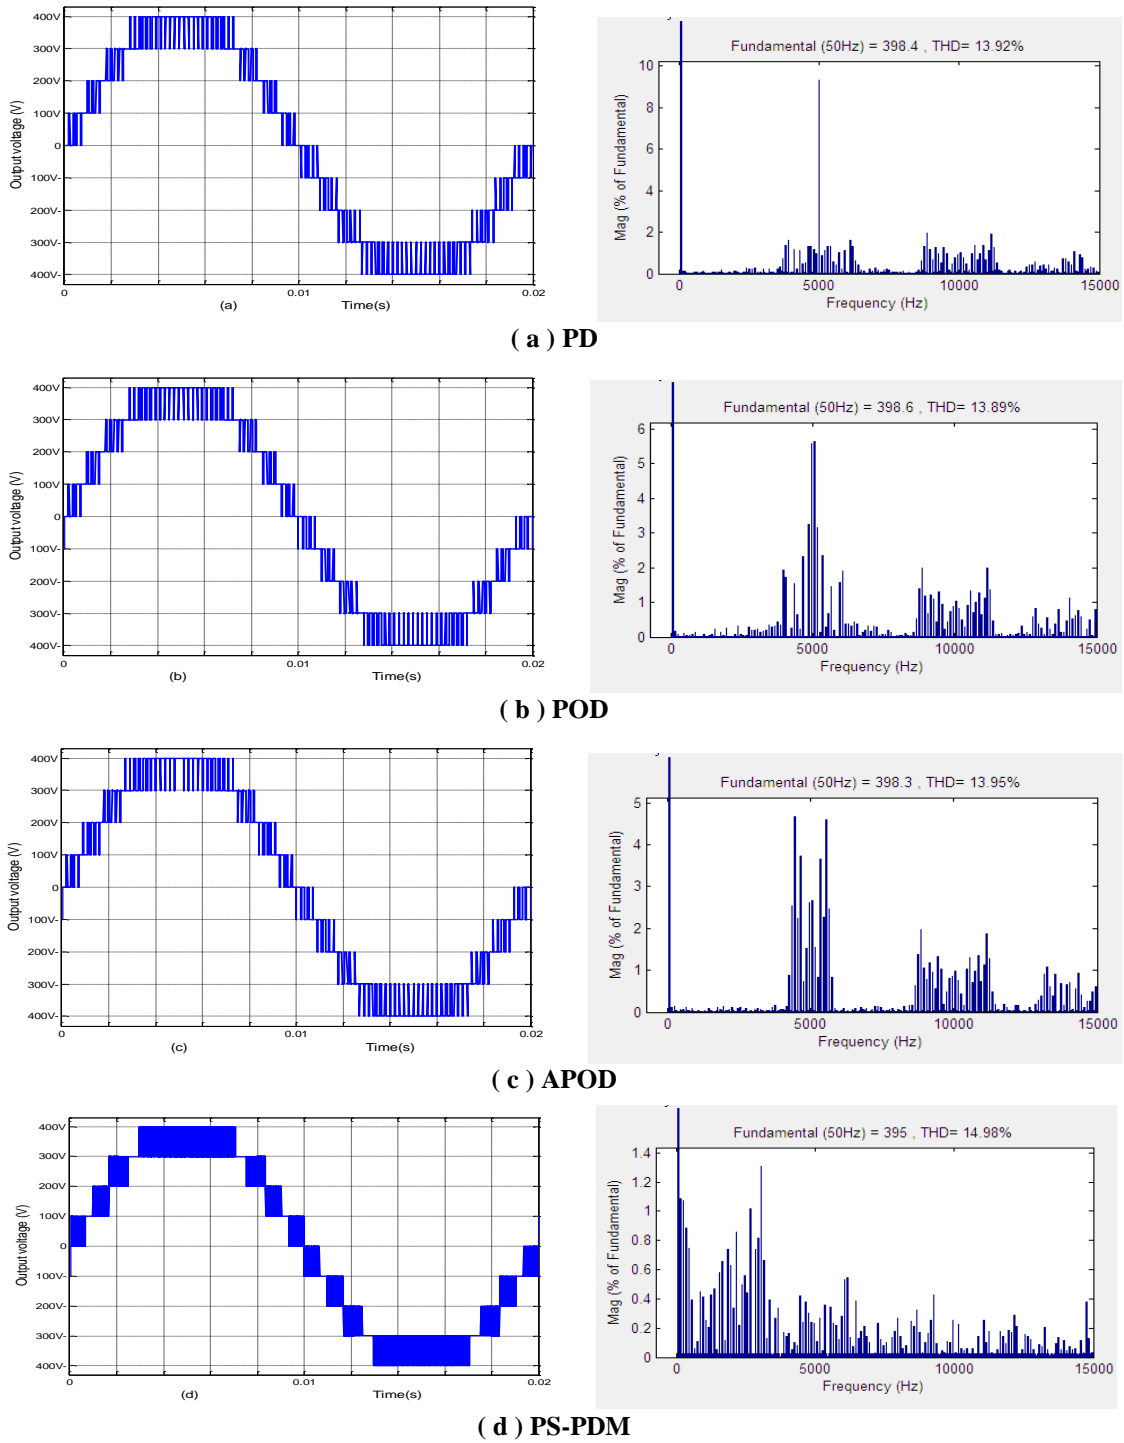 400V
300V
200V
100V
0
100V-
200V-
300V-
400V-
Output voltage (V)
0
0.01
0.02
(a)
Time(s)
Fundamental (50Hz) = 398.4 , THD= 13.92%
10
8
6
4
2
0
Mag (% of Fundamental)
0
5000
10000
15000
Frequency (Hz)
( a ) PD
400V
300V
200V
100V
0
100V-
200V-
300V-
400V-
Output voltage (V)
0
0.01
0.02
(b)
Time(s)
Fundamental (50Hz) = 398.6 , THD= 13.89%
6
5
4
3
2
1
0
Mag (% of Fundamental)
0
5000
10000
15000
Frequency (Hz)
( b ) POD
400V
300V
200V
100V
0
100V-
200V-
300V-
400V-
Output voltage (V)
0
0.01
0.02
(c)
Time(s)
Fundamental (50Hz) = 398.3 , THD= 13.95%
5
4
3
2
1
0
Mag (% of Fundamental)
0
5000
10000
15000
Frequency (Hz)
( c ) APOD
400V
300V
200V
100V
0
100V-
200V-
300V-
400V-
Output voltage (V)
0
0.01
0.02
(d)
Time(s)
Fundamental (50Hz) = 395 , THD= 14.98%
1.4
1.2
1
0.8
0.6
0.4
0.2
0
Mag (% of Fundamental)
0
5000
10000
15000
Frequency (Hz)
( d ) PS-PDM